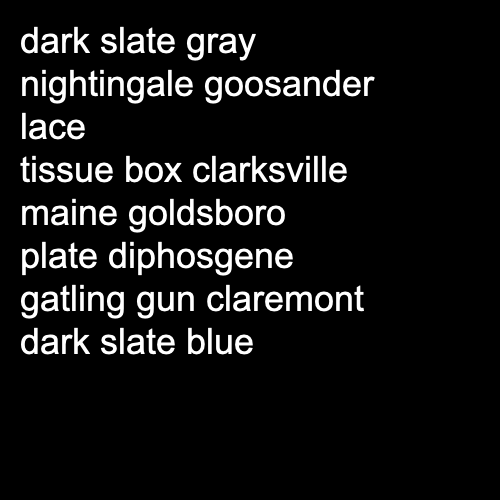 dark slate gray
nightingale goosander
lace
tissue box clarksville
maine goldsboro
plate diphosgene
gatling gun claremont
dark slate blue